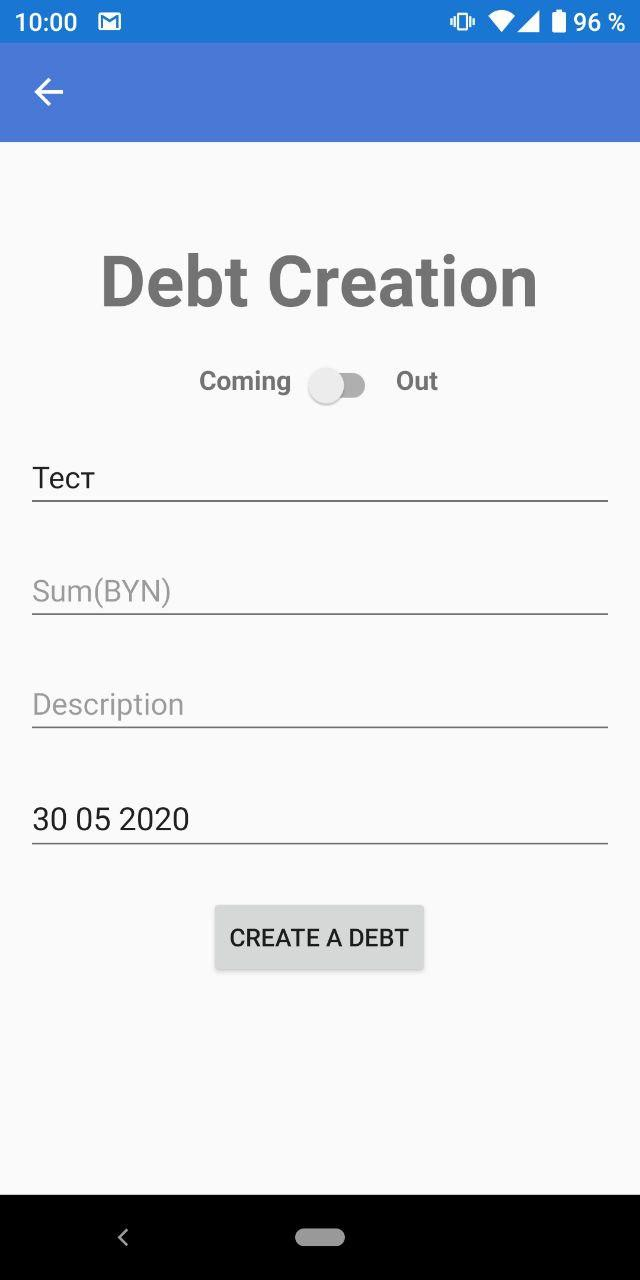 10:00 96 %
Debt Creation
Coming Out
Тест
Sum(BYN)
Description
30 05 2020
CREATE A DEBT